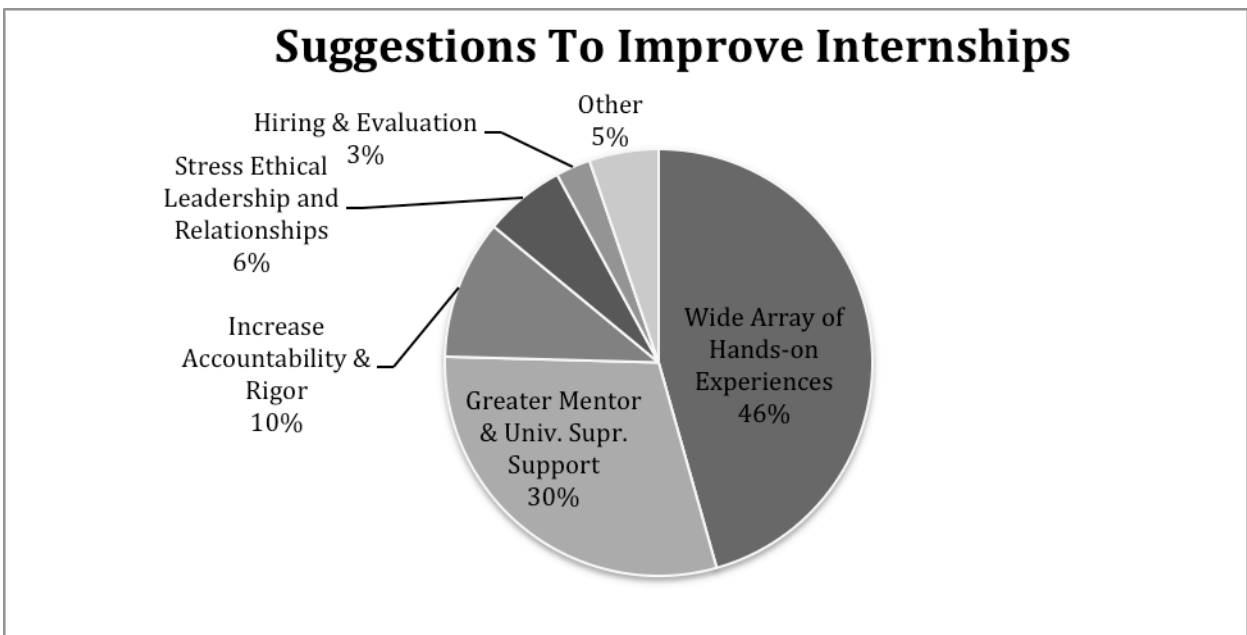 Suggestions To Improve Internships
Other
5%
Hiring & Evaluation
3%
Stress Ethical
Leadership and
Relationships
6%
Increase
Accountability &
Rigor
10%
Greater Mentor
& Univ. Supr.
Support
30%
Wide Array of
Hands-on
Experiences
46%